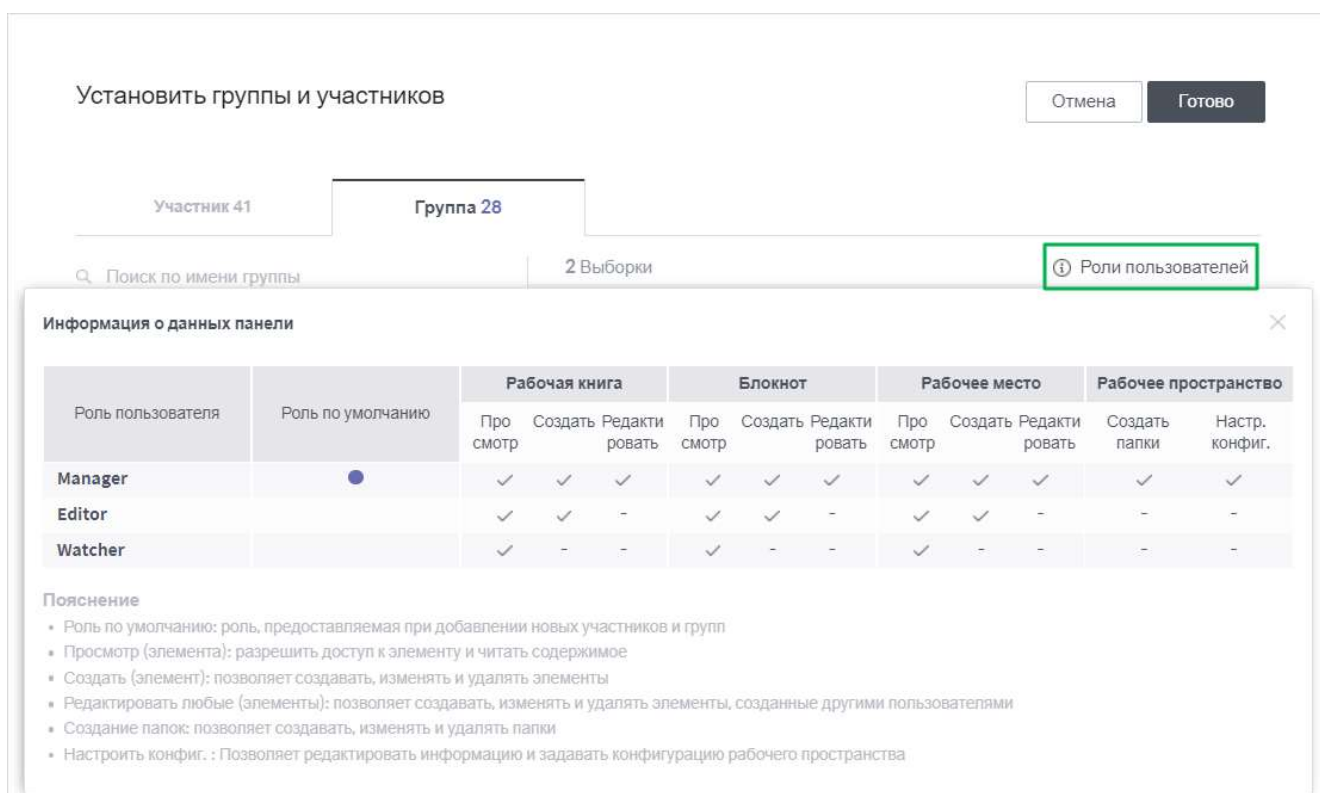 Установить группы и участников
Отмена
Готово
Участник 41
Группа 28
Поиск по имени группы
2 Выборки
Роли пользователей
Информация о данных панели
Роль пользователя
Роль по умолчанию
Рабочая книга
Блокнот
Рабочее место
Рабочее пространство
Про
смотр
Создать
Редакти
ровать
Про
смотр
Создать
Редакти
ровать
Про
смотр
Создать
Редакти
ровать
Создать
папки
Настр.
конфиг.
Manager
Editor
- - - - -
Watcher
- - - - - - - -
Пояснение
• Роль по умолчанию: роль, предоставляемая при добавлении новых участников и групп
• Просмотр (элемента): разрешить доступ к элементу и читать содержимое
• Создать (элемент): позволяет создавать, изменять и удалять элементы
• Редактировать любые (элементы): позволяет создавать, изменять и удалять элементы, созданные другими пользователями
• Создание папок: позволяет создавать, изменять и удалять папки
• Настроить конфиг. : Позволяет редактировать информацию и задавать конфигурацию рабочего пространства